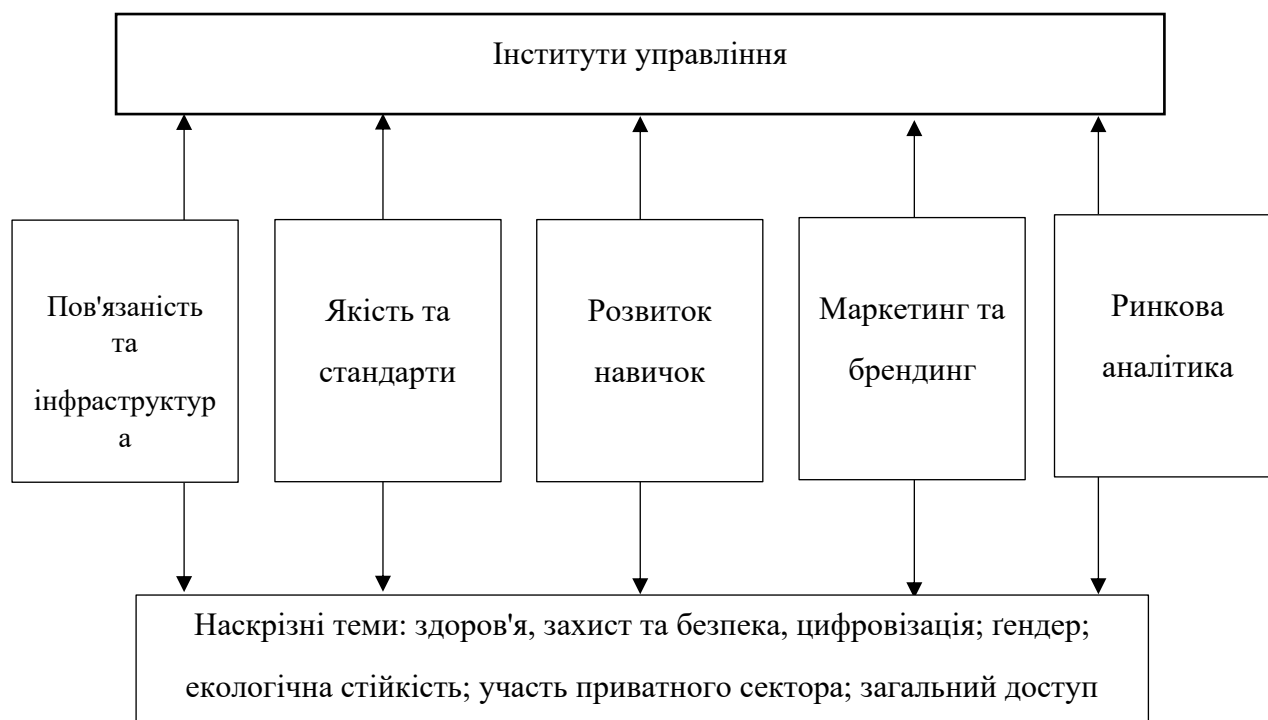 Інститути управління
Пов'язаність
та
інфраструктур
а
Якість та
стандарти
Розвиток
навичок
Маркетинг та
брендинг
Ринкова
аналітика
Наскрізні теми: здоров'я, захист та безпека, цифровізація; ґендер;
екологічна стійкість; участь приватного сектора; загальний доступ